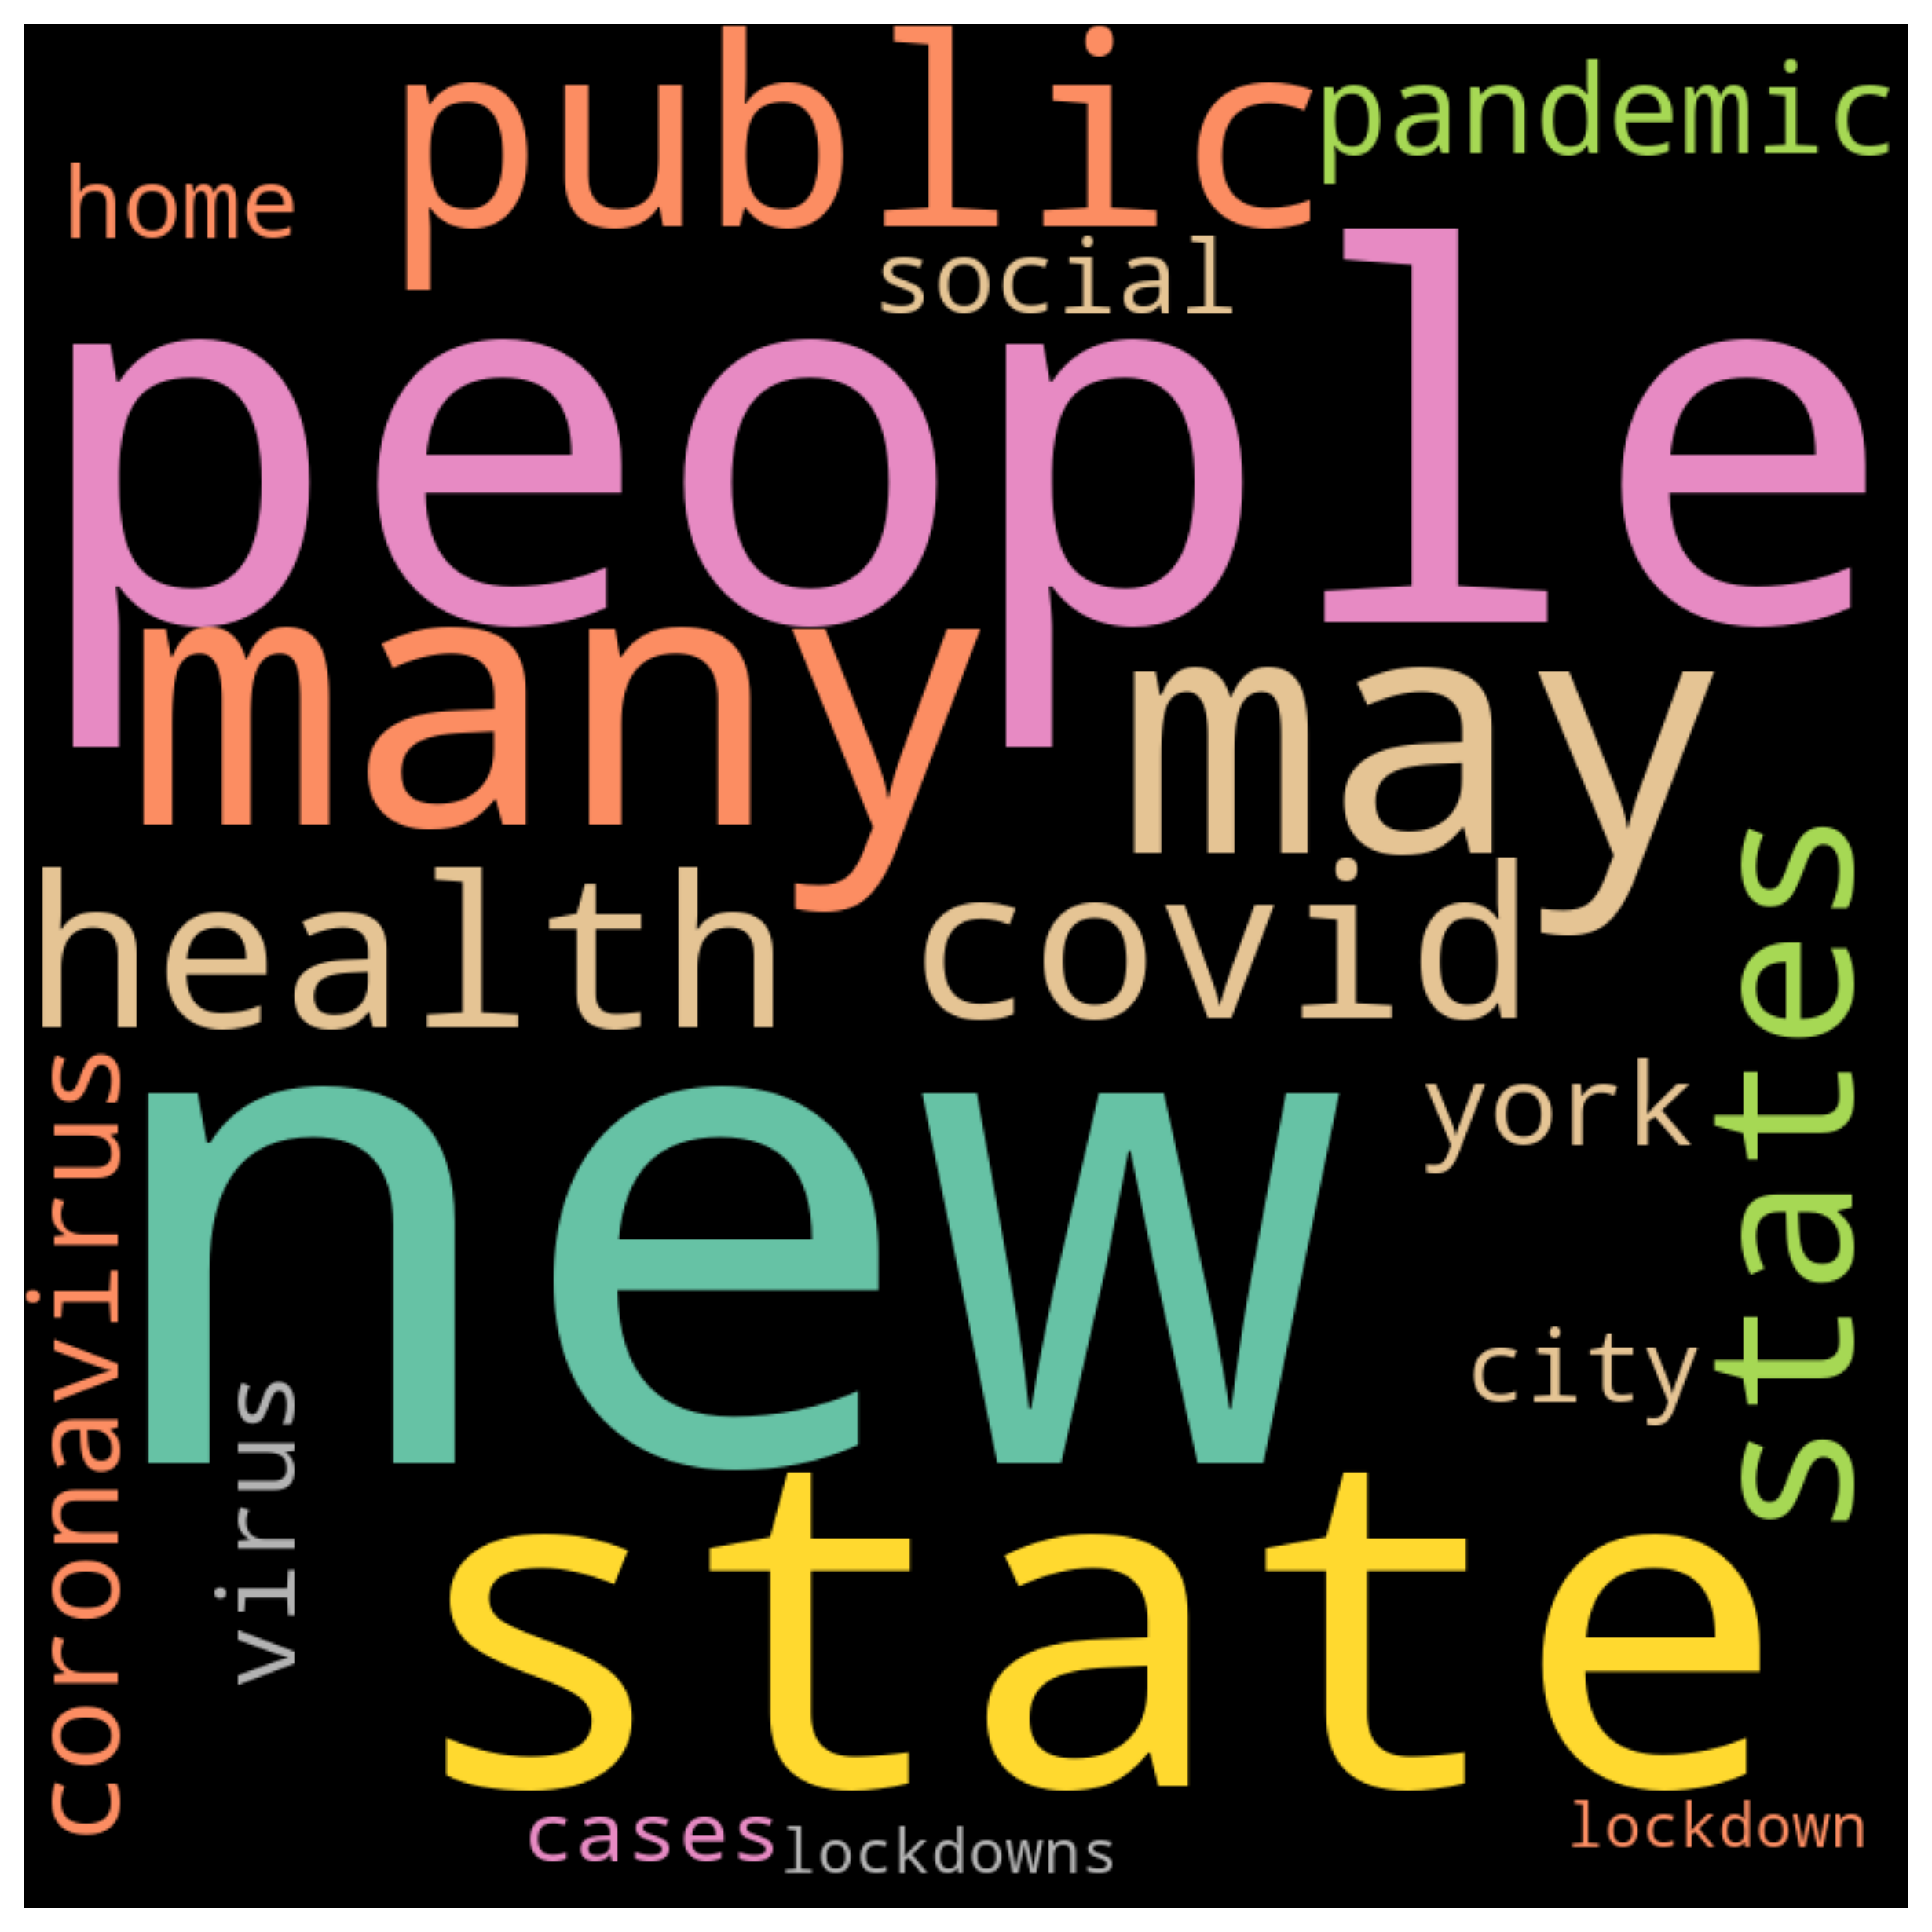 public
pandemic
home
social
people
many
may
health
covid
states
coronavirus
new
york
city
virus
state
cases
lockdowns
lockdown